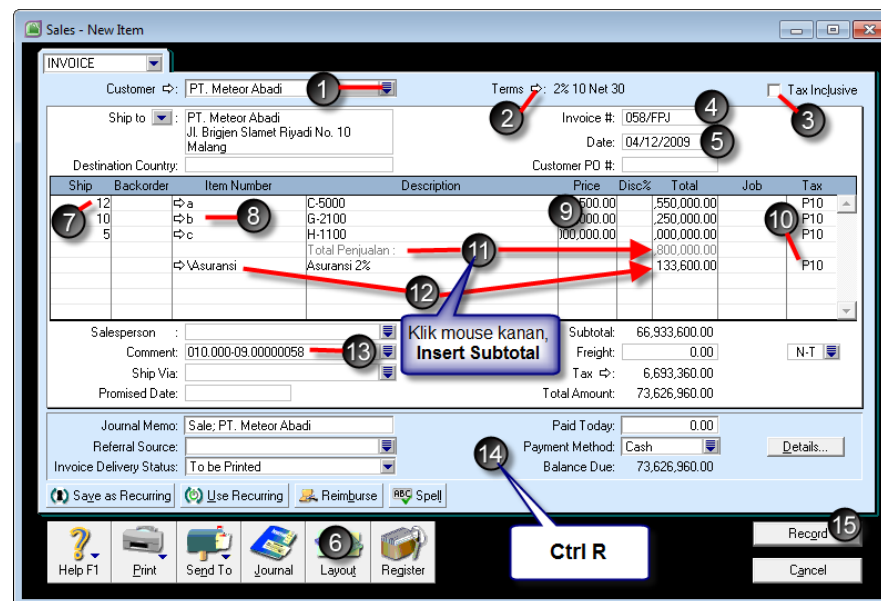 Sales - New Item
INVOICE
Customer ⇨: PT. Meteor Abadi 1 Terms ⇨: 2% 10 Net 30 Tax Inclusive
2 3
Ship to : PT. Meteor Abadi Invoice #: 058/FPJ 4
Jl. Brigjen Slamet Riyadi No. 10 Date: 04/12/2009 5
Malang
Destination Country: Customer PO #:
Ship Backorder Item Number Description Price Disc% Total Job Tax
12 ⇨a C-5000 500.00 ,550,000.00 P10
7 10 ⇨b 8 G-2100 9 000.00 ,250,000.00 10 P10
5 ⇨c H-1100 000,000.00 ,000,000.00 P10
Total Penjualan : 11 ,800,000.00
⇨\Asuransi Asuransi 2% 133,600.00 P10
12
Klik mouse kanan,
Insert Subtotal
Salesperson : Subtotal: 66,933,600.00
Comment: 010.000-09.00000058 13 Freight: 0.00 N-T
Ship Via: Tax ⇨: 6,693,360.00
Promised Date: Total Amount: 73,626,960.00
Journal Memo: Sale; PT. Meteor Abadi Paid Today: 0.00
Referral Source: 14 Payment Method: Cash Details...
Invoice Delivery Status: To be Printed Balance Due: 73,626,960.00
Save as Recurring Use Recurring Reimburse ABC Spell
Ctrl R
6 Record 15
Help F1 Print Send To Journal Layout Register Cancel